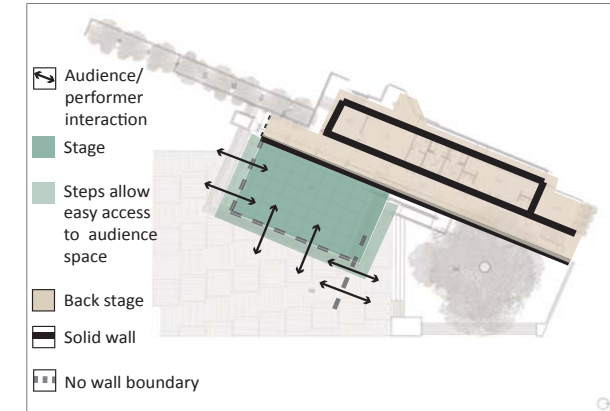 Audience/
performer
interaction
Stage
Steps allow
easy access
to audience
space
Back stage
Solid wall
No wall boundary